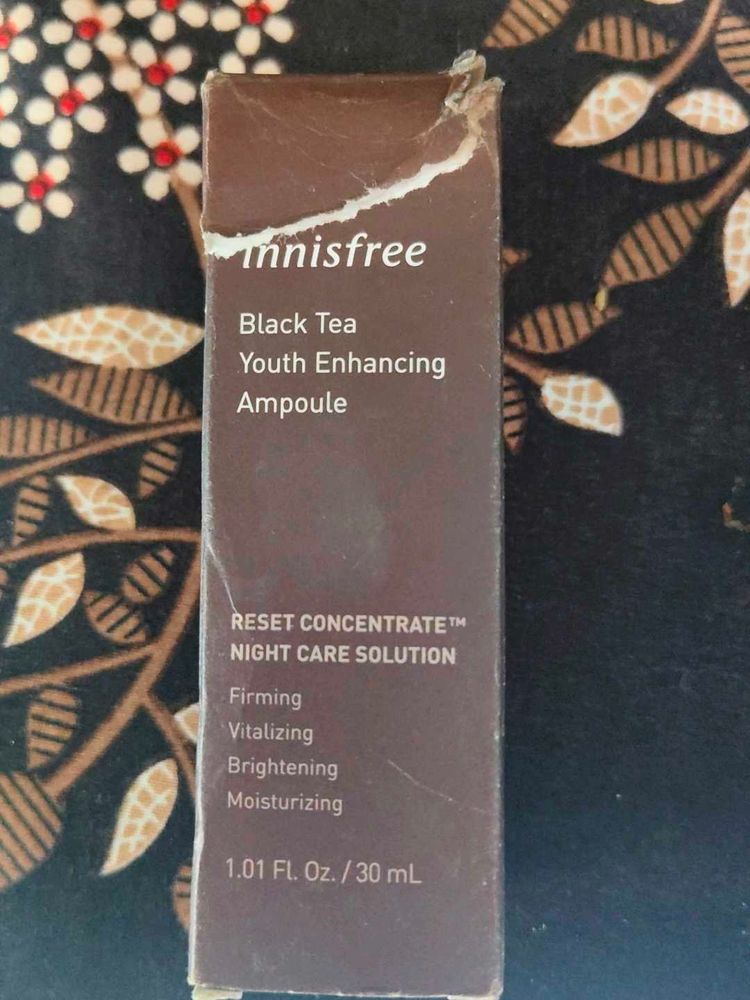 innisfree
Black Tea
Youth Enhancing
Ampoule
RESET CONCENTRATE™
NIGHT CARE SOLUTION
Firming
Vitalizing
Brightening
Moisturizing
1.01 Fl. Oz. / 30 mL